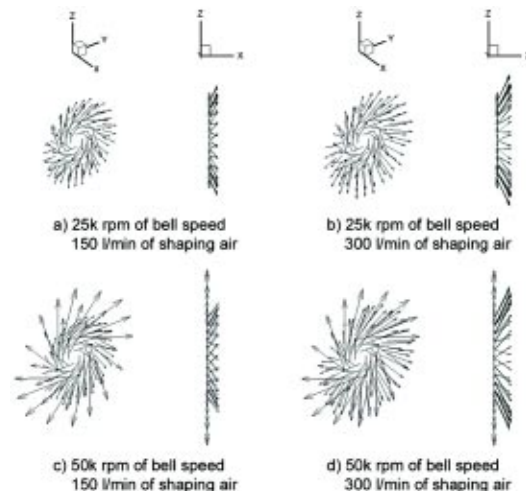 Z
Y
X
Z
X
Z
Y
X
Z
X
a) 25k rpm of bell speed
150 l/min of shaping air
b) 25k rpm of bell speed
300 l/min of shaping air
c) 50k rpm of bell speed
150 l/min of shaping air
d) 50k rpm of bell speed
300 l/min of shaping air